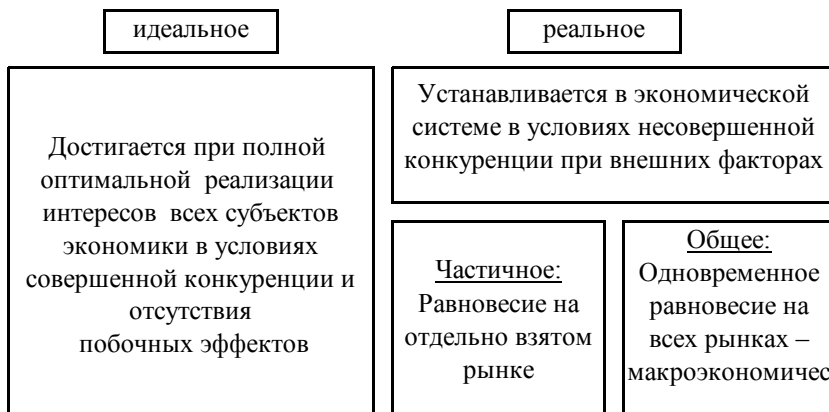 идеальное
реальное
Достигается при полной
оптимальной реализации
интересов всех субъектов
экономики в условиях
совершенной конкуренции и
отсутствия
побочных эффектов
Устанавливается в экономической
системе в условиях несовершенной
конкуренции при внешних факторах
Частичное:
Равновесие на
отдельно взятом
рынке
Общее:
Одновременное
равновесие на
всех рынках –
макроэкономичес